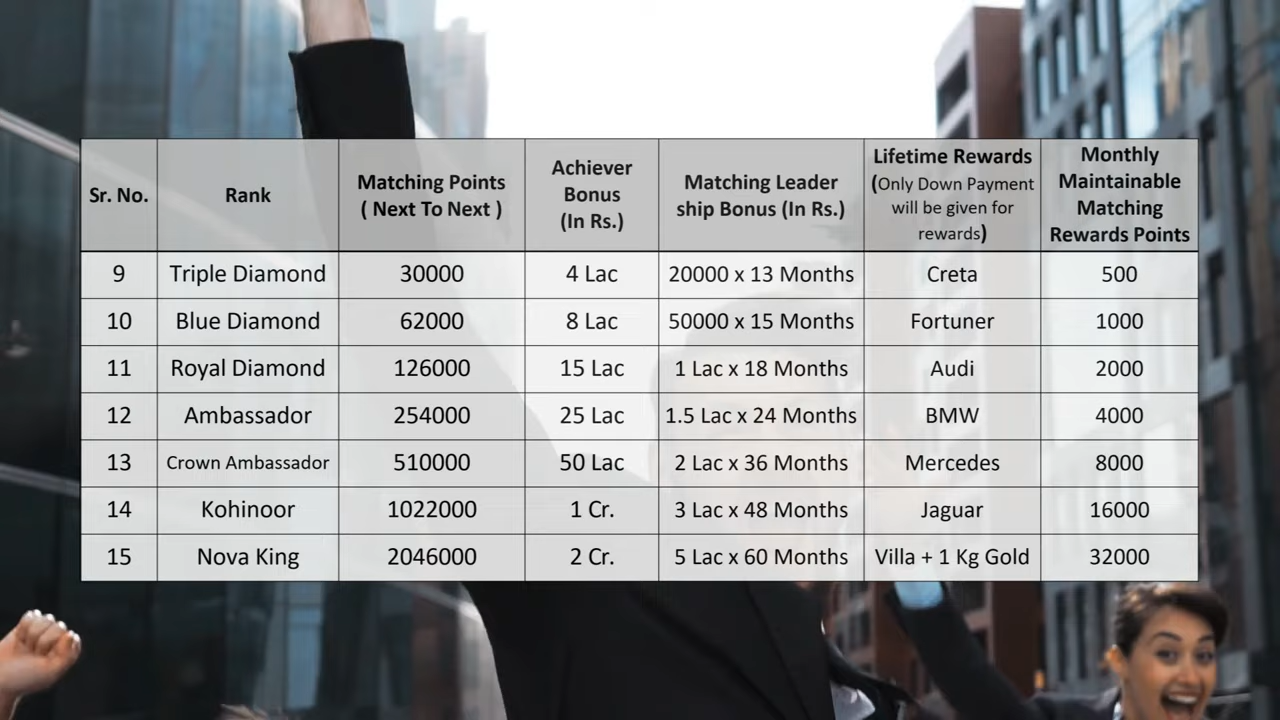 Sr. No. Rank Matching Points ( Next To Next ) Achiever Bonus (In Rs.) Matching Leader ship Bonus (In Rs.) Lifetime Rewards (Only Down Payment will be given for rewards) Monthly Maintainable Matching Rewards Points
9 Triple Diamond 30000 4 Lac 20000 x 13 Months Creta 500
10 Blue Diamond 62000 8 Lac 50000 x 15 Months Fortuner 1000
11 Royal Diamond 126000 15 Lac 1 Lac x 18 Months Audi 2000
12 Ambassador 254000 25 Lac 1.5 Lac x 24 Months BMW 4000
13 Crown Ambassador 510000 50 Lac 2 Lac x 36 Months Mercedes 8000
14 Kohinoor 1022000 1 Cr. 3 Lac x 48 Months Jaguar 16000
15 Nova King 2046000 2 Cr. 5 Lac x 60 Months Villa + 1 Kg Gold 32000